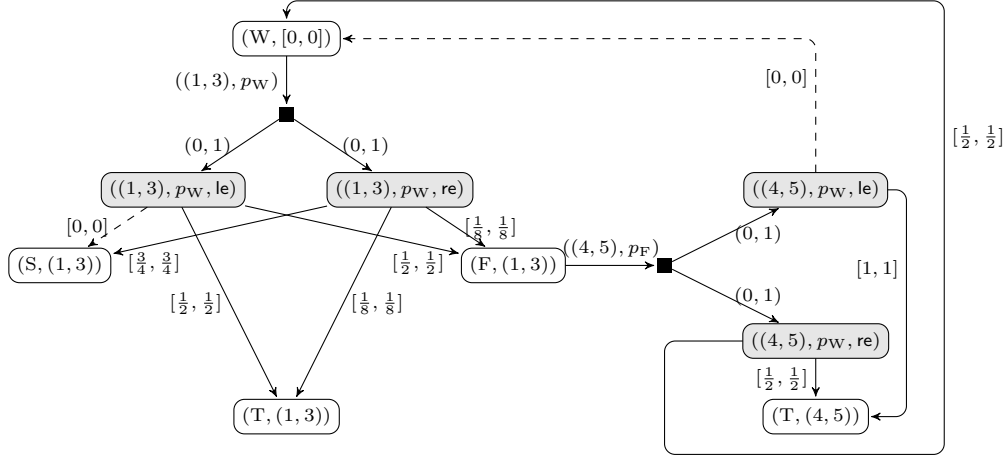 (W, [0, 0])
[0, 0]
((1, 3), p_W)
[1/2, 1/2]
(0, 1)
(0, 1)
((1, 3), p_W, le)
((1, 3), p_W, re)
((4, 5), p_W, le)
[0, 0]
[1/8, 1/8]
(0, 1)
((4, 5), p_F)
(S, (1, 3))
[3/4, 3/4]
[1/2, 1/2]
(F, (1, 3))
[1, 1]
[1/2, 1/2]
[1/8, 1/8]
(0, 1)
((4, 5), p_W, re)
[1/2, 1/2]
(T, (1, 3))
(T, (4, 5))